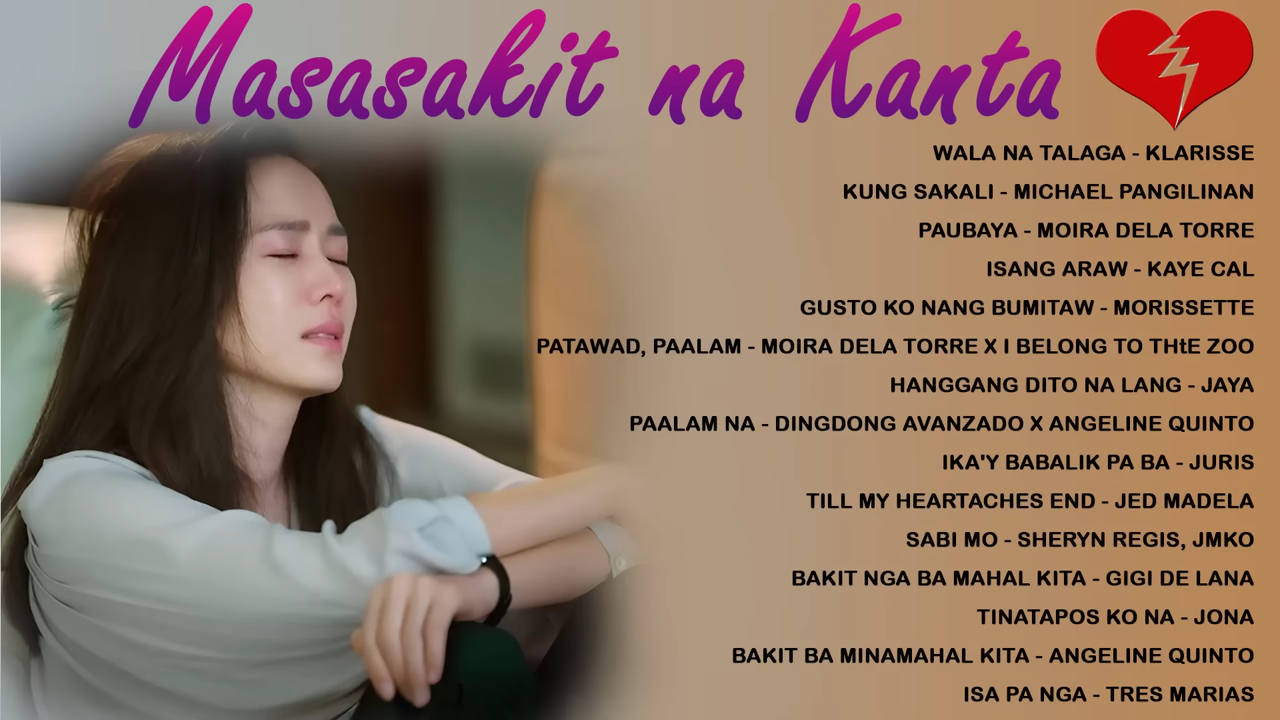 Masasakit na Kanta
WALA NA TALAGA - KLARISSE
KUNG SAKALI - MICHAEL PANGILINAN
PAUBAYA - MOIRA DELA TORRE
ISANG ARAW - KAYE CAL
GUSTO KO NANG BUMITAW - MORISSETTE
PATAWAD, PAALAM - MOIRA DELA TORRE X I BELONG TO THtE ZOO
HANGGANG DITO NA LANG - JAYA
PAALAM NA - DINGDONG AVANZADO X ANGELINE QUINTO
IKA'Y BABALIK PA BA - JURIS
TILL MY HEARTACHES END - JED MADELA
SABI MO - SHERYN REGIS, JMKO
BAKIT NGA BA MAHAL KITA - GIGI DE LANA
TINATAPOS KO NA - JONA
BAKIT BA MINAMAHAL KITA - ANGELINE QUINTO
ISA PA NGA - TRES MARIAS